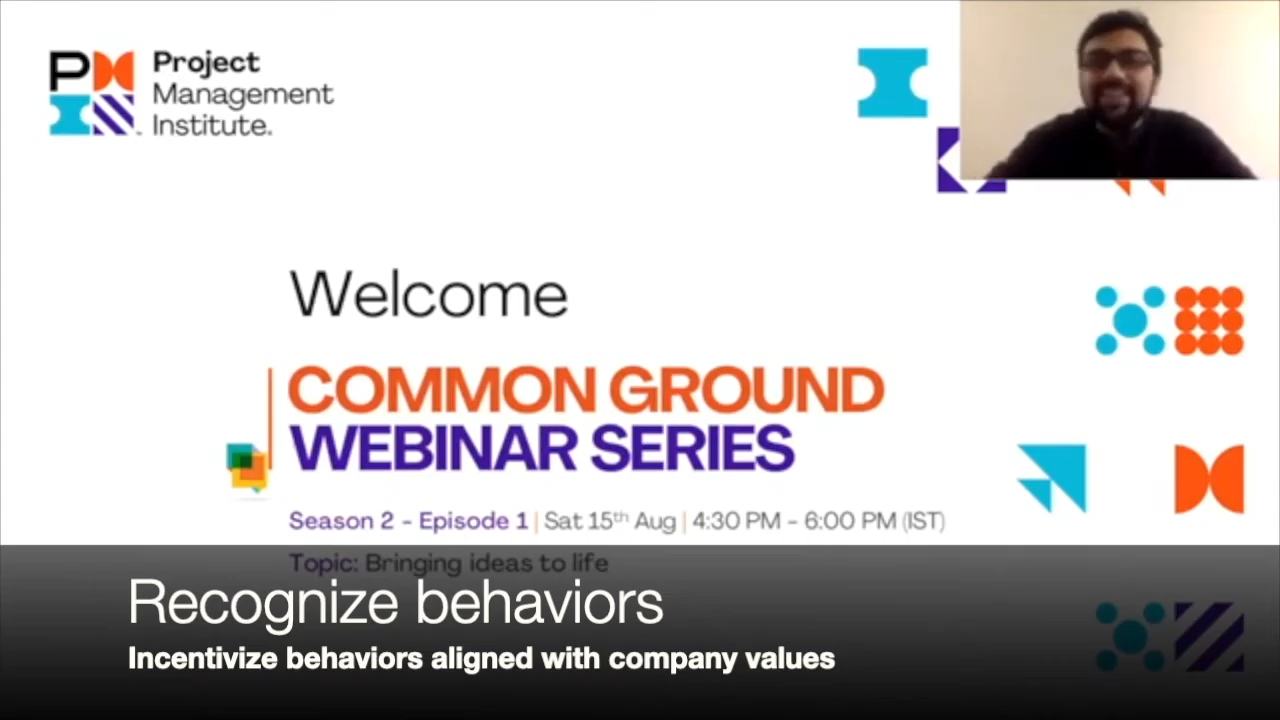 Project
Management
Institute.
Welcome
COMMON GROUND
WEBINAR SERIES
Season 2 - Episode 1 | Sat 15th Aug | 4:30 PM - 6:00 PM (IST)
Topic: Bringing ideas to life
Recognize behaviors
Incentivize behaviors aligned with company values